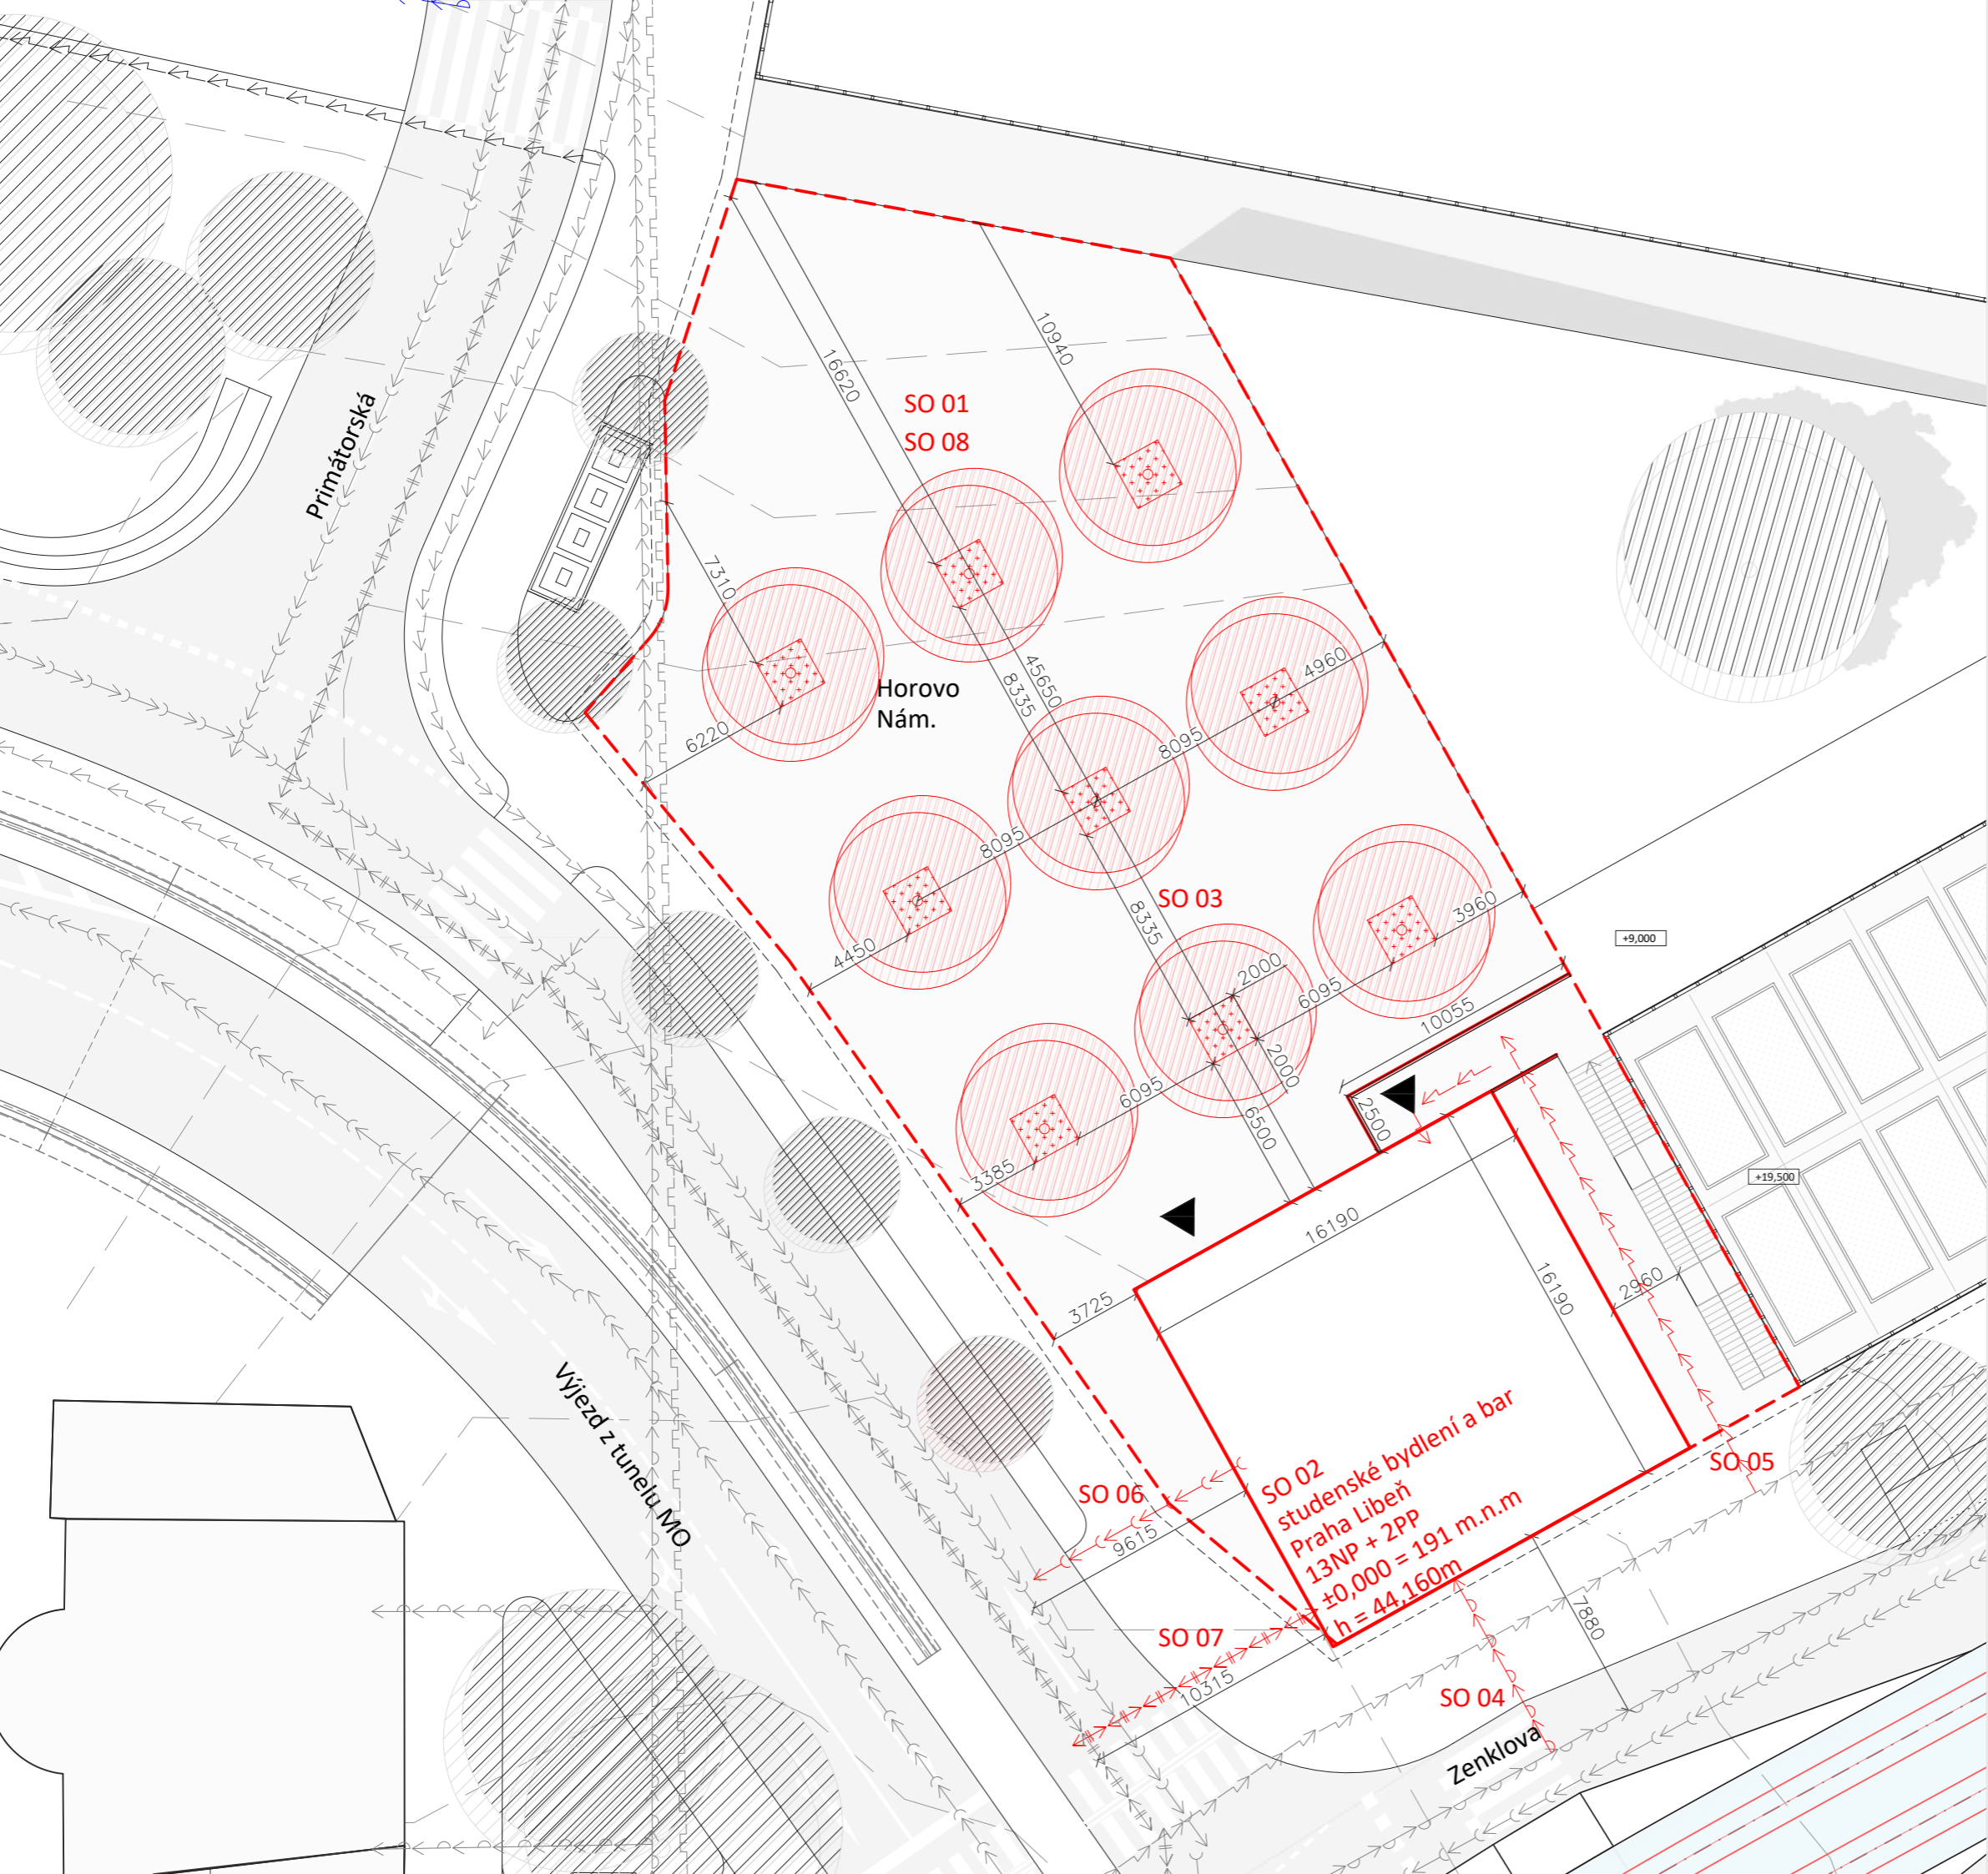 Primátorská
16620
10940
SO 01
SO 08
7310
Horovo
Nám.
6220
45650
8335
4960
8095
8095
4450
SO 03
8335
3960
+9,000
2000
6095
10055
2000
6095
6500
2500
3385
+19,500
3725
16190
16190
2960
Výjezd z tunelu MO
SO 05
SO 06
9615
SO 02
studenské bydlení a bar
Praha Libeň
13NP + 2PP
±0,000 = 191 m.n.m
h = 44,160m
SO 07
10315
7880
SO 04
Zenklova